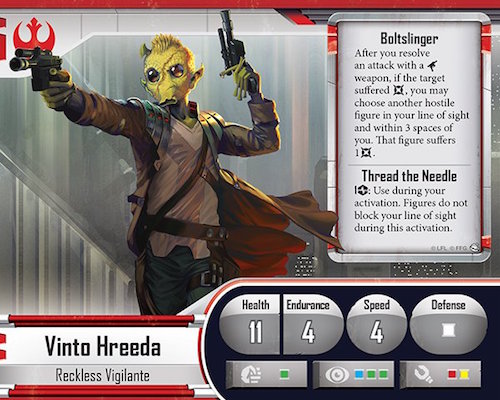 Boltslinger
After you resolve
an attack with a
weapon, if the target
suffered , you may
choose another hostile
figure in your line of sight
and within 3 spaces of
you. That figure suffers
1 .
Thread the Needle
1 : Use during your
activation. Figures do not
block your line of sight
during this activation.
©LFL ©FFG
Health
Endurance
Speed
Defense
11
4
4
Vinto Hreeda
Reckless Vigilante